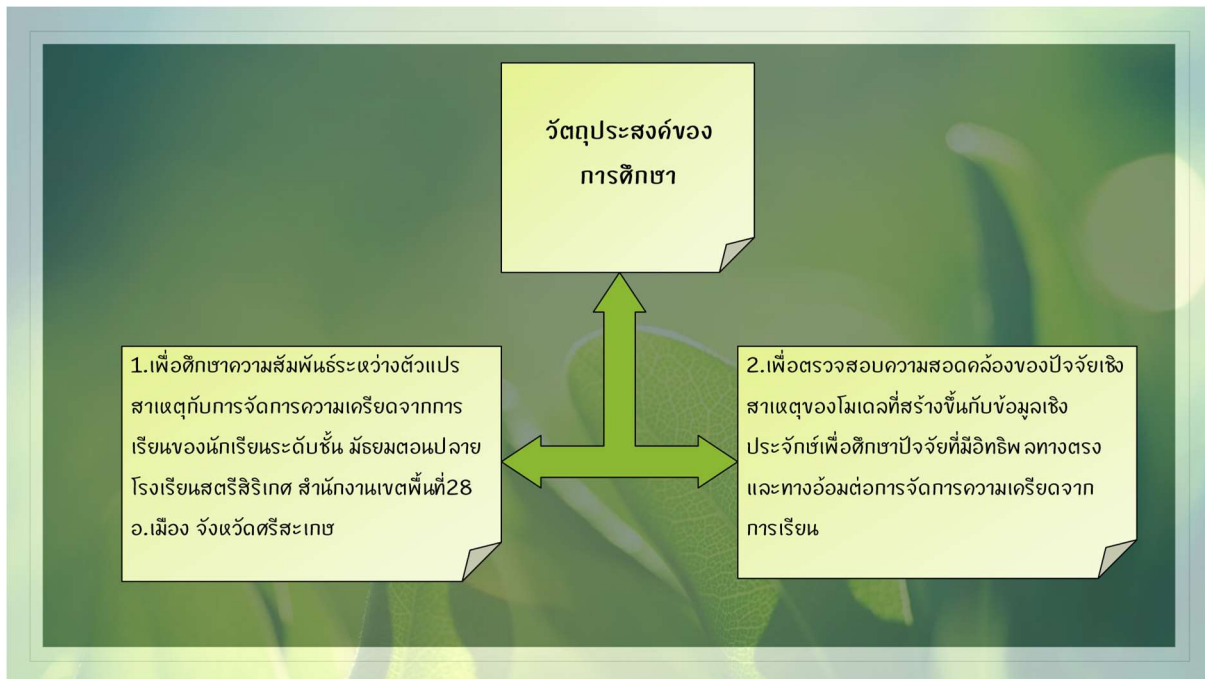 วัตถุประสงค์ของ
การศึกษา
1.เพื่อศึกษาความสัมพันธ์ระหว่างตัวแปร
สาเหตุกับการจัดการความเครียดจากการ
เรียนของนักเรียนระดับชั้น มัธยมตอนปลาย
โรงเรียนสตรีสิริเกศ สำนักงานเขตพื้นที่28
อ.เมือง จังหวัดศรีสะเกษ
2.เพื่อตรวจสอบความสอดคล้องของปัจจัยเชิง
สาเหตุของโมเดลที่สร้างขึ้นกับข้อมูลเชิง
ประจักษ์เพื่อศึกษาปัจจัยที่มีอิทธิพลทางตรง
และทางอ้อมต่อการจัดการความเครียดจาก
การเรียน